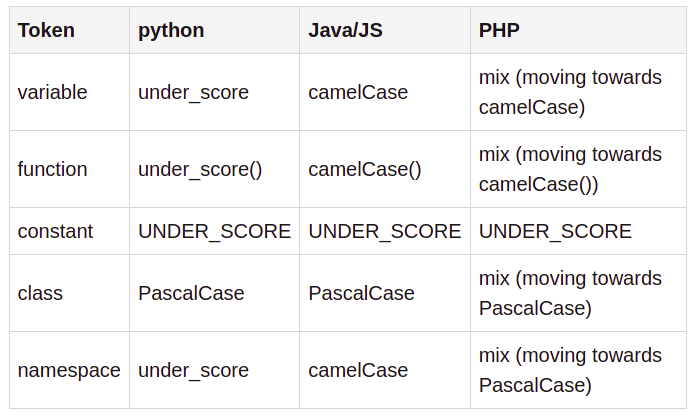 Token python Java/JS PHP
variable under_score camelCase mix (moving towards
camelCase)
function under_score() camelCase() mix (moving towards
camelCase())
constant UNDER_SCORE UNDER_SCORE UNDER_SCORE
class PascalCase PascalCase mix (moving towards
PascalCase)
namespace under_score camelCase mix (moving towards
PascalCase)